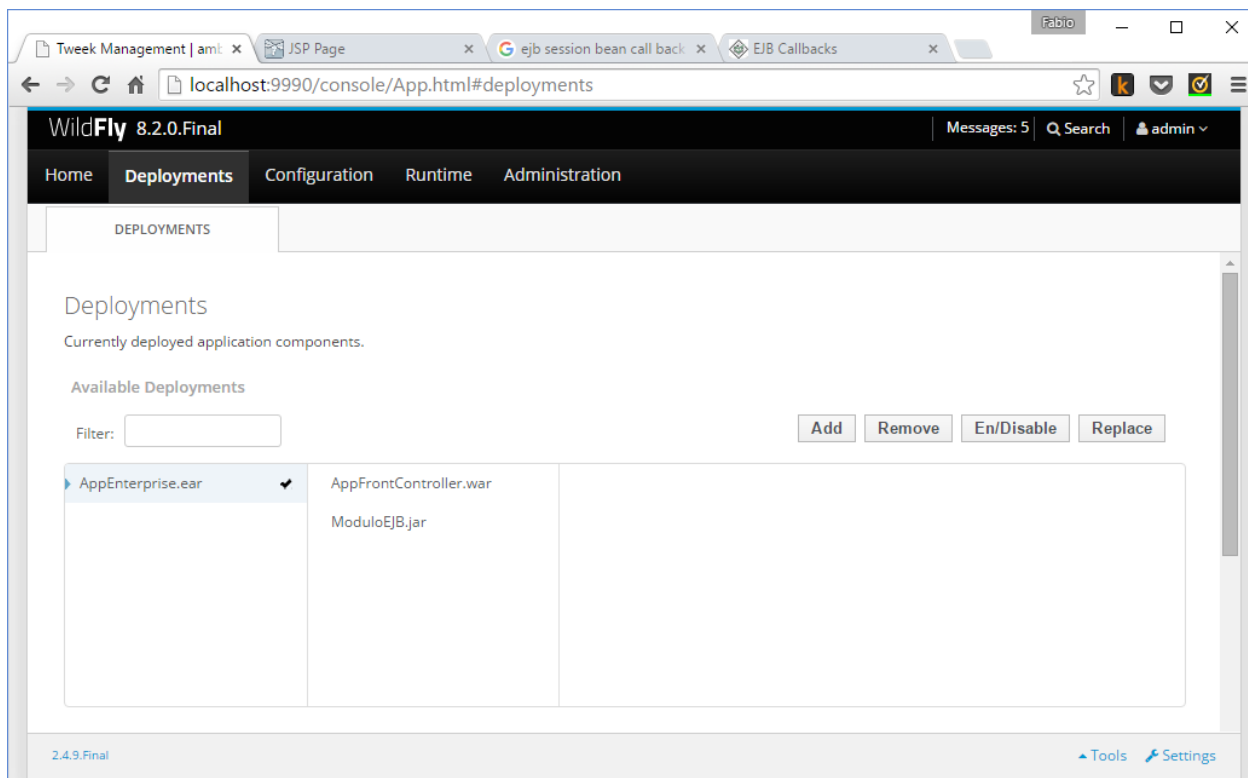 Fabio
Tweek Management | amb
JSP Page
G ejb session bean call back
EJB Callbacks
localhost:9990/console/App.html#deployments
k
WildFly 8.2.0.Final
Messages: 5
Search
admin
Home
Deployments
Configuration
Runtime
Administration
DEPLOYMENTS
Deployments
Currently deployed application components.
Available Deployments
Filter:
Add
Remove
En/Disable
Replace
AppEnterprise.ear
AppFrontController.war
ModuloEJB.jar
2.4.9.Final
Tools
Settings